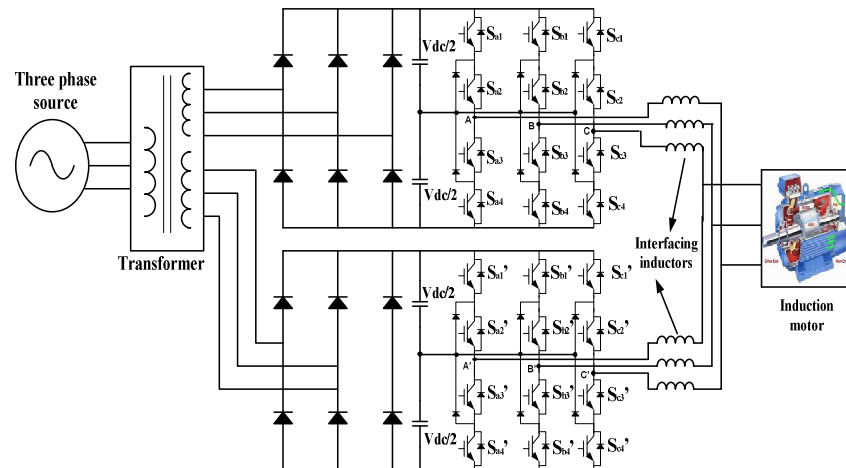 Three phase
source
Transformer
Vdc/2
Vdc/2
Sa1
Sb1
Sc1
Sa2
Sb2
Sc2
A
B
C
Sa3
Sb3
Sc3
Sa4
Sb4
Sc4
Interfacing
inductors
Induction
motor
Vdc/2
Vdc/2
Sa1’
Sb1’
Sc1’
Sa2’
Sb2’
Sc2’
A’
B’
C’
Sa3’
Sb3’
Sc3’
Sa4’
Sb4’
Sc4’